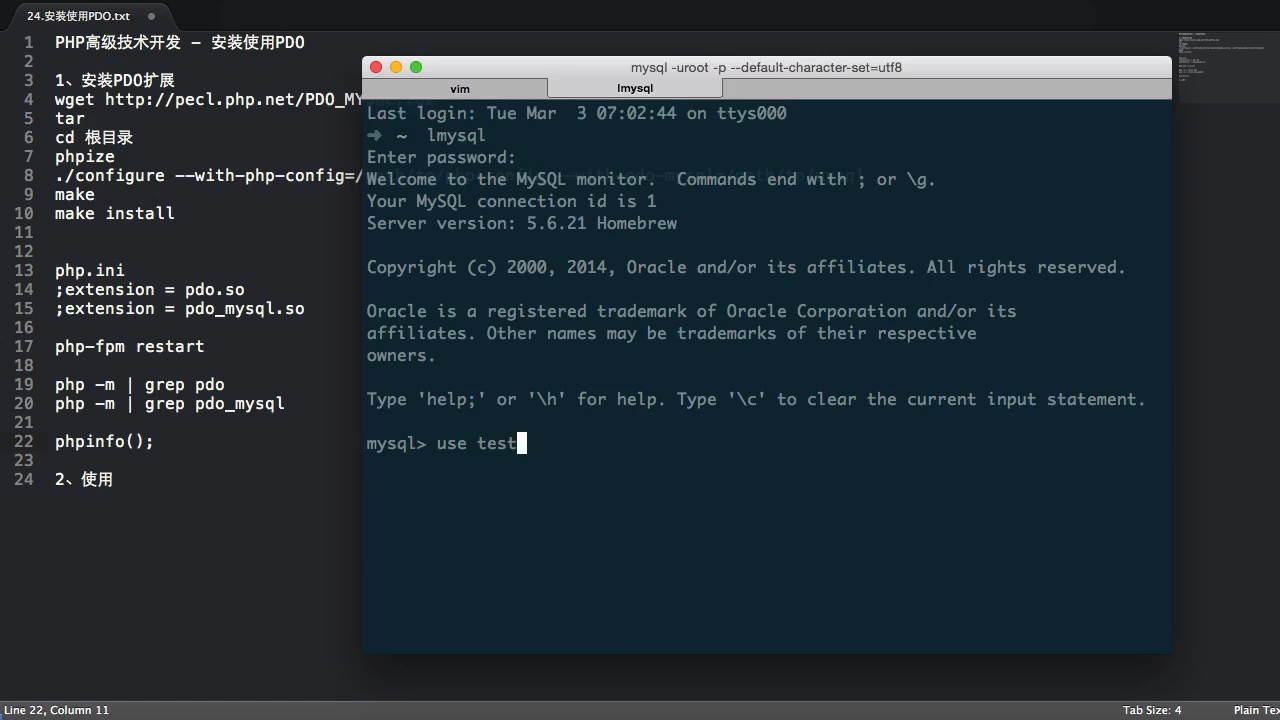 24.安装使用PDO.txt
1 PHP高级技术开发 - 安装使用PDO
2
3 1、安装PDO扩展
4 wget http://pecl.php.net/PDO_MY
5 tar
6 cd 根目录
7 phpize
8 ./configure --with-php-config=/
9 make
10 make install
11
12
13 php.ini
14 ;extension = pdo.so
15 ;extension = pdo_mysql.so
16
17 php-fpm restart
18
19 php -m | grep pdo
20 php -m | grep pdo_mysql
21
22 phpinfo();
23
24 2、使用
mysql -uroot -p --default-character-set=utf8
vim
lmysql
Last login: Tue Mar  3 07:02:44 on ttys000
➜  ~  lmysql
Enter password:
Welcome to the MySQL monitor.  Commands end with ; or \g.
Your MySQL connection id is 1
Server version: 5.6.21 Homebrew
Copyright (c) 2000, 2014, Oracle and/or its affiliates. All rights reserved.
Oracle is a registered trademark of Oracle Corporation and/or its
affiliates. Other names may be trademarks of their respective
owners.
Type 'help;' or '\h' for help. Type '\c' to clear the current input statement.
mysql> use test
Line 22, Column 11
Tab Size: 4
Plain Tex